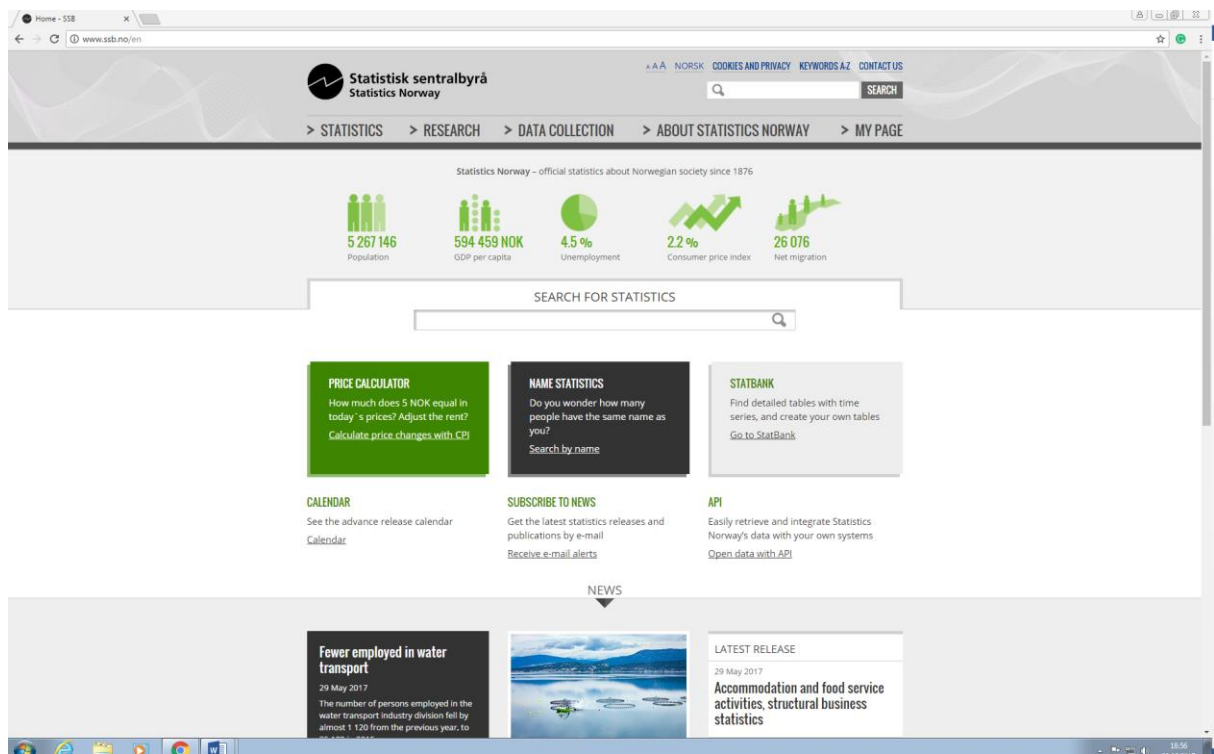 Home - SSB
www.ssb.no/en
Statistisk sentralbyrå
Statistics Norway
A A A NORSK COOKIES AND PRIVACY KEYWORDS A-Z CONTACT US
SEARCH
> STATISTICS > RESEARCH > DATA COLLECTION > ABOUT STATISTICS NORWAY > MY PAGE
Statistics Norway – official statistics about Norwegian society since 1876
5 267 146 594 459 NOK 4.5 % 2.2 % 26 076
Population GDP per capita Unemployment Consumer price index Net migration
SEARCH FOR STATISTICS
PRICE CALCULATOR
How much does 5 NOK equal in
today`s prices? Adjust the rent?
Calculate price changes with CPI
NAME STATISTICS
Do you wonder how many
people have the same name as
you?
Search by name
STATBANK
Find detailed tables with time
series, and create your own tables
Go to StatBank
CALENDAR
See the advance release calendar
Calendar
SUBSCRIBE TO NEWS
Get the latest statistics releases and
publications by e-mail
Receive e-mail alerts
API
Easily retrieve and integrate Statistics
Norway's data with your own systems
Open data with API
NEWS
Fewer employed in water
transport
29 May 2017
The number of persons employed in the
water transport industry division fell by
almost 1 120 from the previous year, to
LATEST RELEASE
29 May 2017
Accommodation and food service
activities, structural business
statistics
18:56